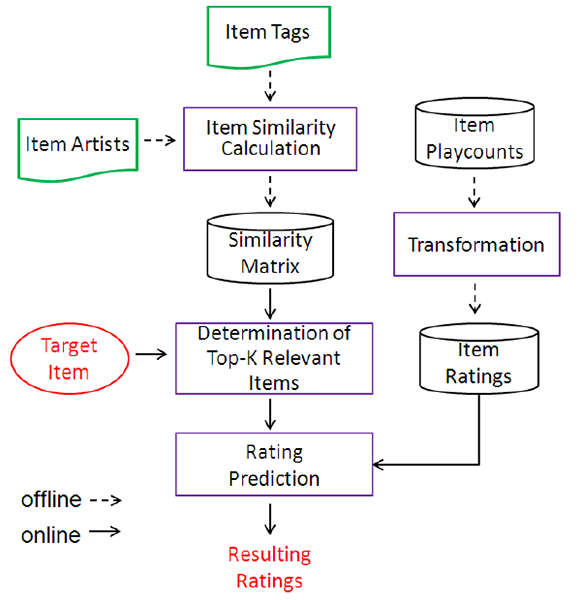 Item Tags
Item Artists
Item Similarity
Calculation
Item
Playcounts
Similarity
Matrix
Transformation
Target
Item
Determination of
Top-K Relevant
Items
Item
Ratings
Rating
Prediction
offline
online
Resulting
Ratings